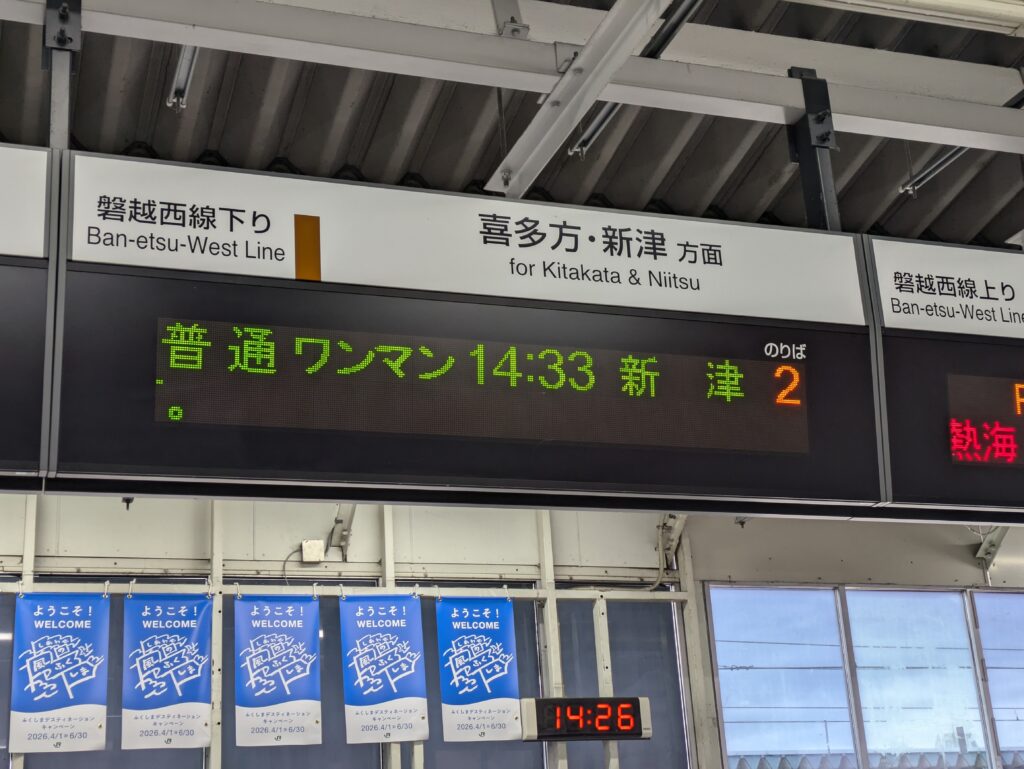 磐越西線下り
Ban-etsu-West Line
喜多方・新津 方面
for Kitakata & Niitsu
磐越西線上り
Ban-etsu-West Line
普通 ワンマン 14:33 新 津
のりば
2
。
熱海
ようこそ!
WELCOME
ふくしまデスティネーション
キャンペーン
2026.4/1▶6/30
JR
ようこそ!
WELCOME
ふくしまデスティネーション
キャンペーン
2026.4/1▶6/30
JR
ようこそ!
WELCOME
ふくしまデスティネーション
キャンペーン
2026.4/1▶6/30
JR
ようこそ!
WELCOME
ふくしまデスティネーション
キャンペーン
2026.4/1▶6/30
JR
ようこそ!
WELCOME
ふくしまデスティネーション
キャンペーン
2026.4/1▶6/30
JR
14:26